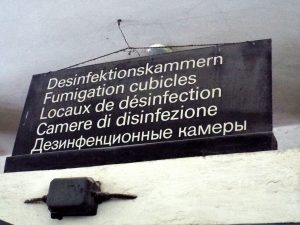 Desinfektionskammern
Fumigation cubicles
Locaux de désinfection
Camere di disinfezione
Дезинфекционные камеры